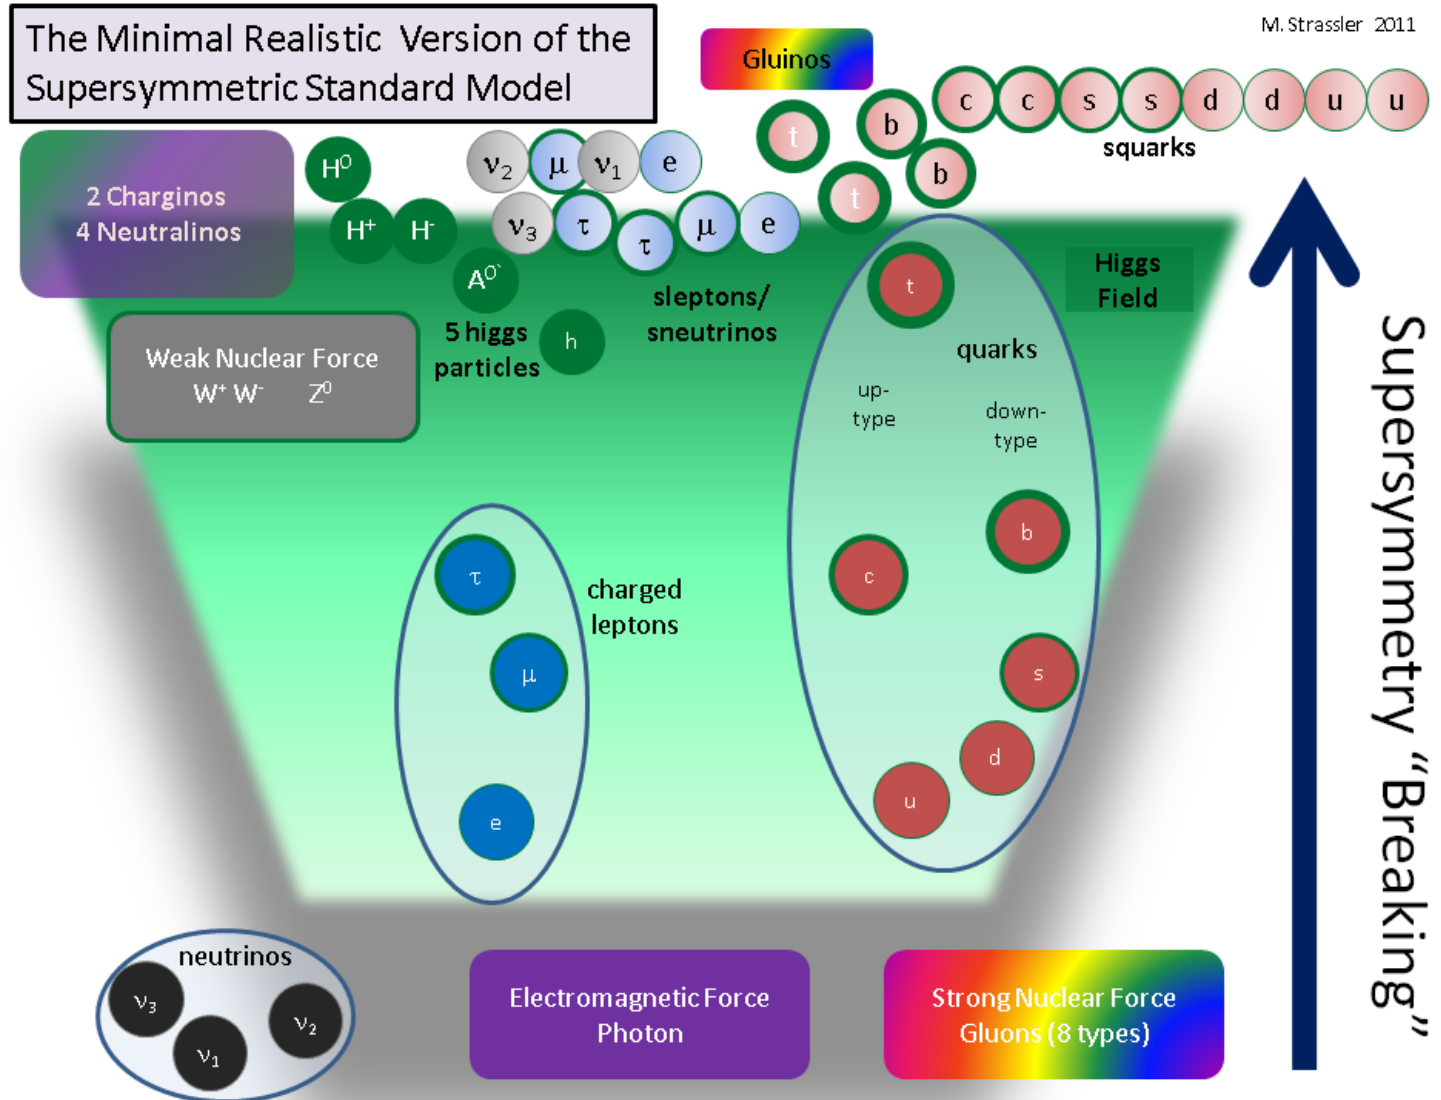 The Minimal Realistic Version of the
Supersymmetric Standard Model
M. Strassler 2011
Gluinos
t
t
b
b
c c s s d d u u
squarks
2 Charginos
4 Neutralinos
H⁰
H⁺ H⁻
A⁰`
h
5 higgs
particles
ν₂ μ ν₁ e
ν₃ τ τ μ e
sleptons/
sneutrinos
Higgs
Field
Weak Nuclear Force
W⁺ W⁻ Z⁰
t
quarks
up-
type
down-
type
b
c
s
d
u
τ
μ
e
charged
leptons
neutrinos
ν₃
ν₁
ν₂
Electromagnetic Force
Photon
Strong Nuclear Force
Gluons (8 types)
Supersymmetry “Breaking”